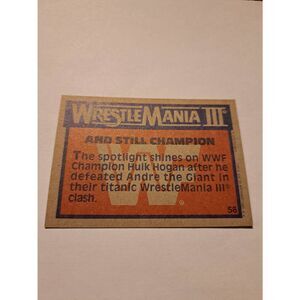 WRESTLEMANIA III
AND STILL CHAMPION
The spotlight shines on WWF
Champion Hulk Hogan after he
defeated Andre the Giant in
their titanic WrestleMania III®
clash.
56